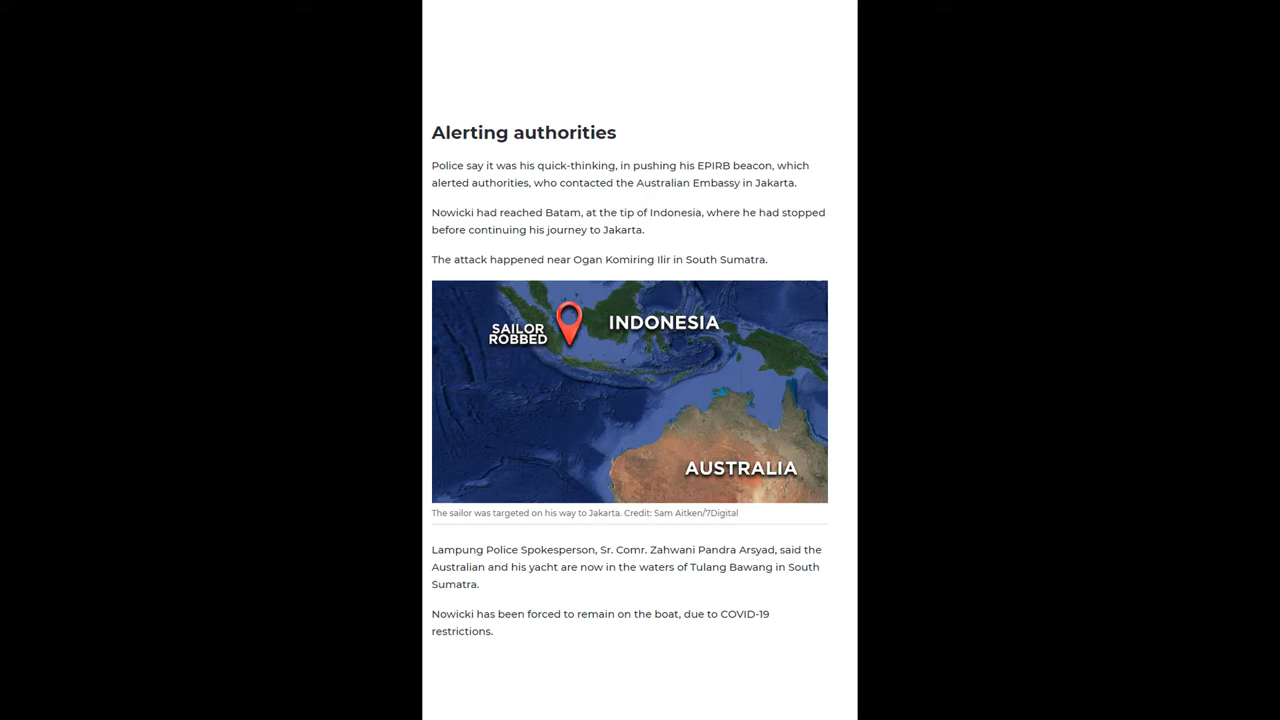 Alerting authorities
Police say it was his quick-thinking, in pushing his EPIRB beacon, which
alerted authorities, who contacted the Australian Embassy in Jakarta.
Nowicki had reached Batam, at the tip of Indonesia, where he had stopped
before continuing his journey to Jakarta.
The attack happened near Ogan Komiring Ilir in South Sumatra.
SAILOR
ROBBED
INDONESIA
AUSTRALIA
The sailor was targeted on his way to Jakarta. Credit: Sam Aitken/7Digital
Lampung Police Spokesperson, Sr. Comr. Zahwani Pandra Arsyad, said the
Australian and his yacht are now in the waters of Tulang Bawang in South
Sumatra.
Nowicki has been forced to remain on the boat, due to COVID-19
restrictions.